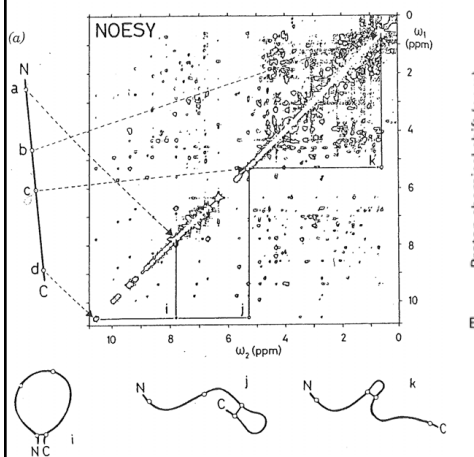 (a)
NOESY
N
a
b
c
d
C
0
ω₁
(ppm)
2
4
6
8
10
k
i
j
10 8 6 4 2 0
ω₂ (ppm)
N C i
N
C
j
N
C
k